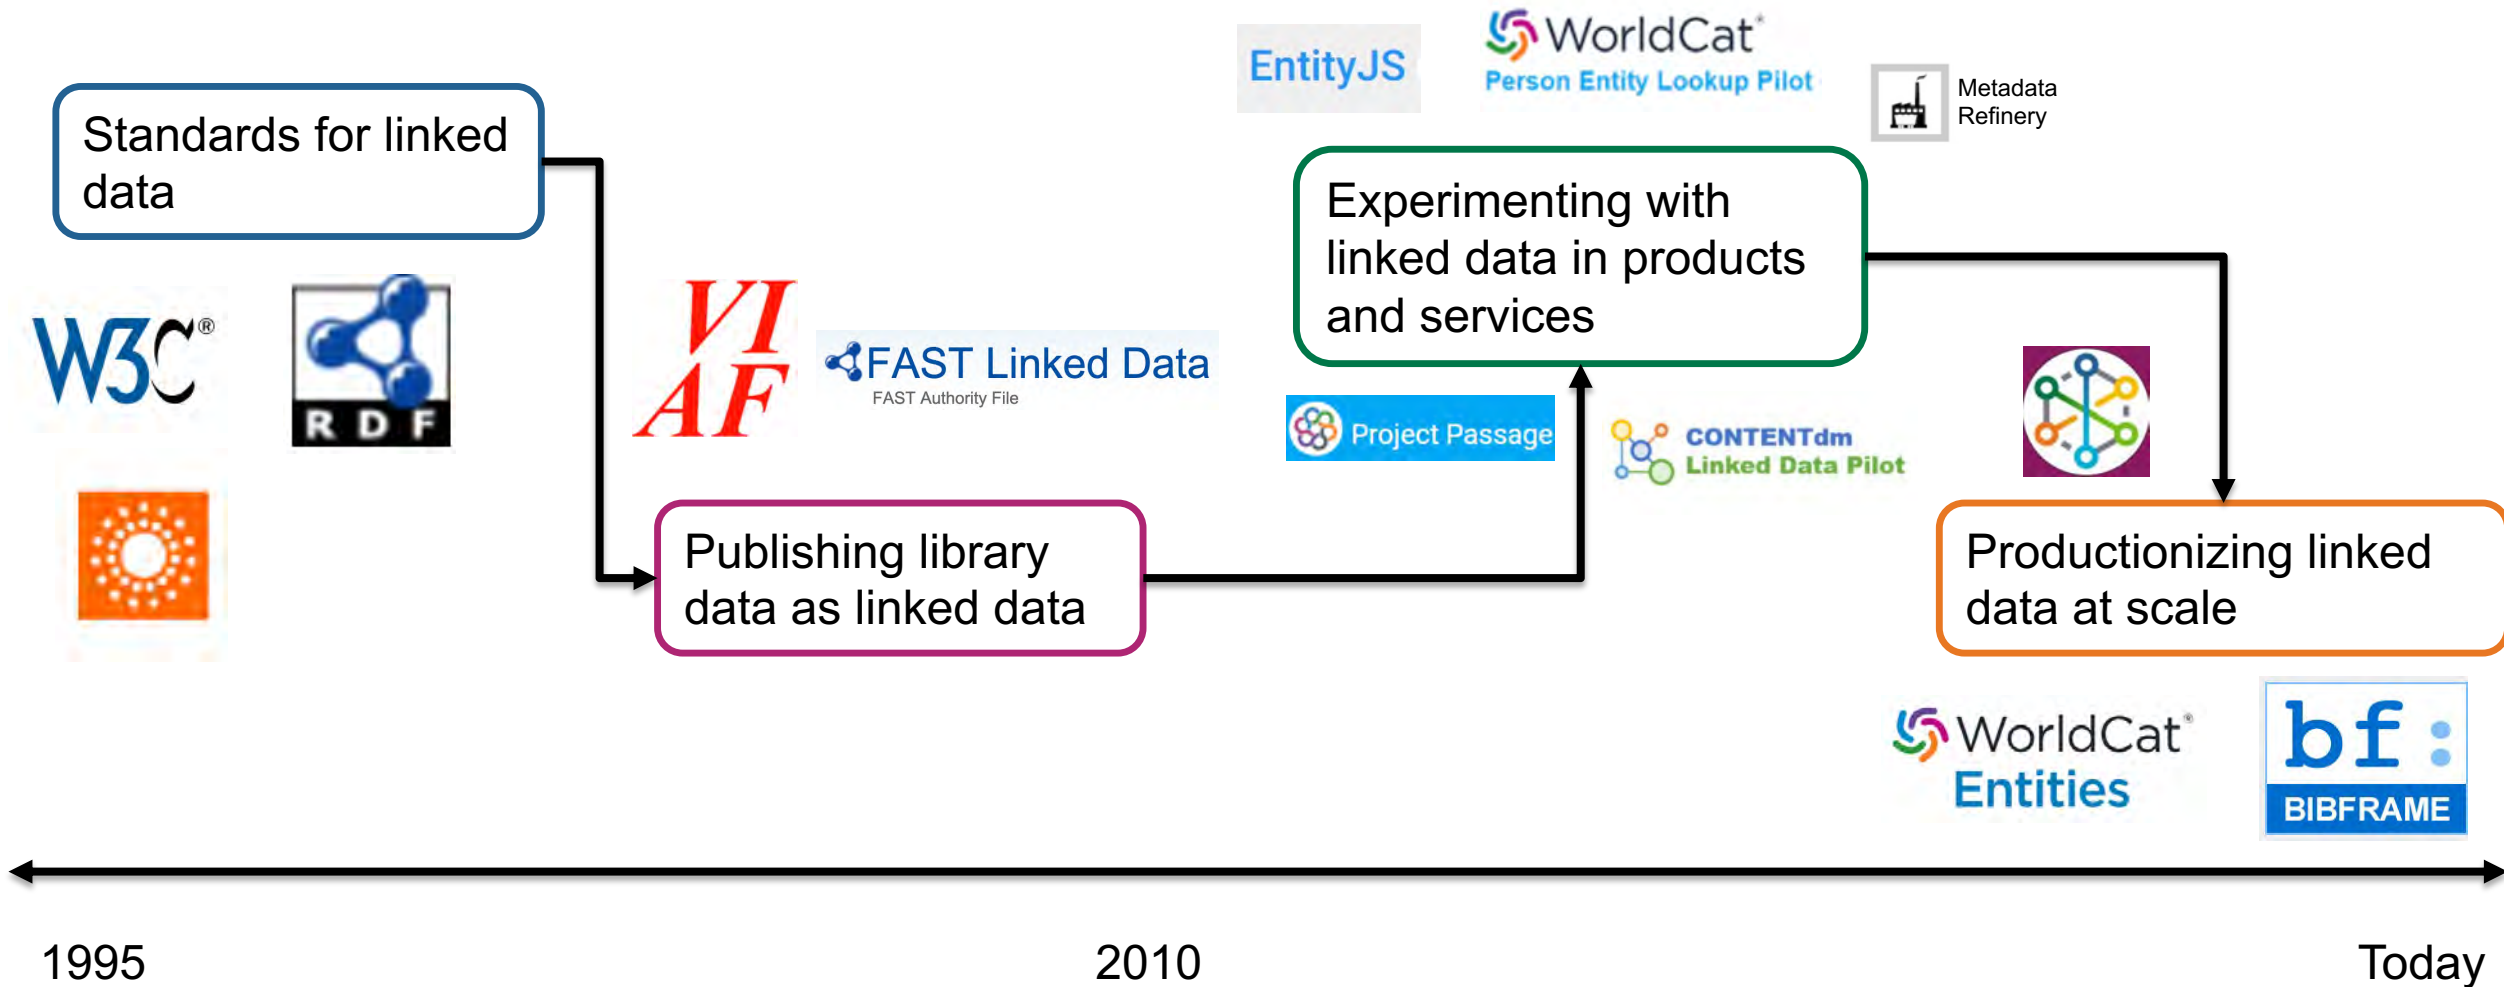 EntityJS
WorldCat®
Person Entity Lookup Pilot
Metadata
Refinery
Standards for linked
data
Experimenting with
linked data in products
and services
W3C®
RDF
VI
AF
FAST Linked Data
FAST Authority File
Project Passage
CONTENTdm
Linked Data Pilot
Publishing library
data as linked data
Productionizing linked
data at scale
WorldCat®
Entities
bf:
BIBFRAME
1995
2010
Today